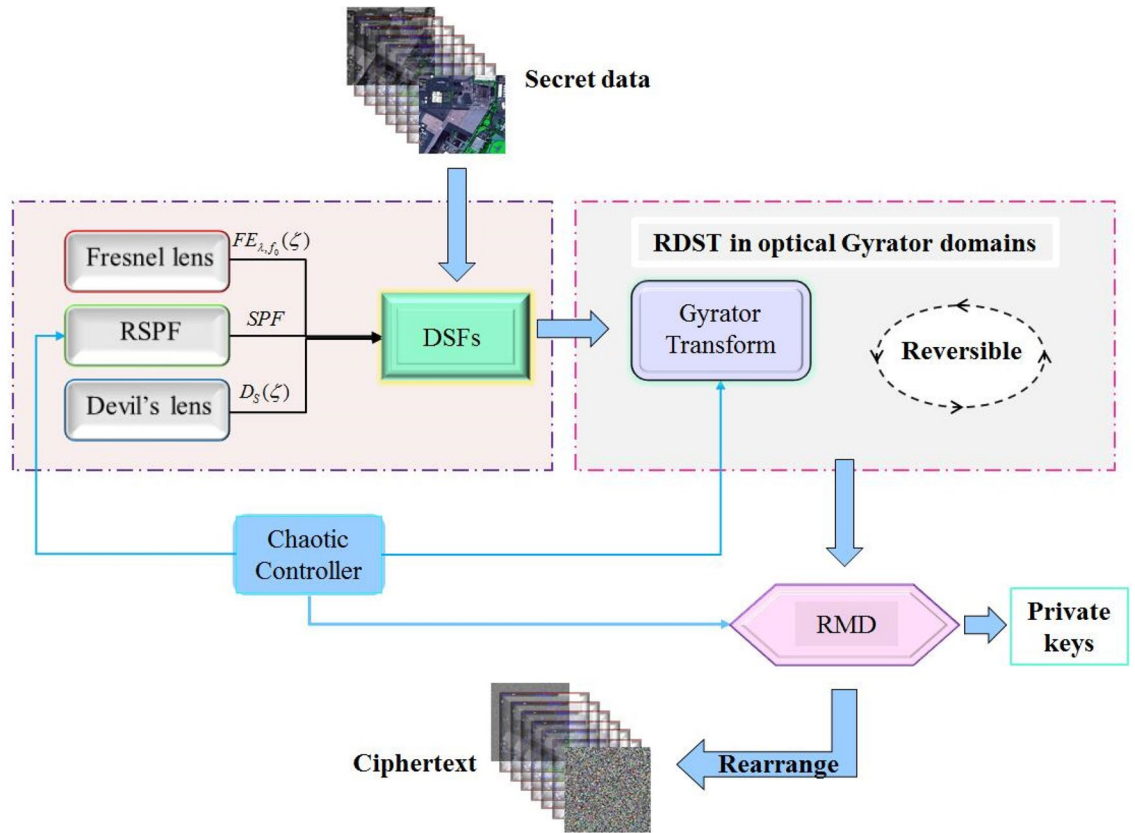 Secret data
RDST in optical Gyrator domains
Fresnel lens
FE_{λ,f_0}(ζ)
RSPF
SPF
Devil's lens
D_S(ζ)
DSFs
Gyrator
Transform
Reversible
Chaotic
Controller
RMD
Private
keys
Ciphertext
Rearrange